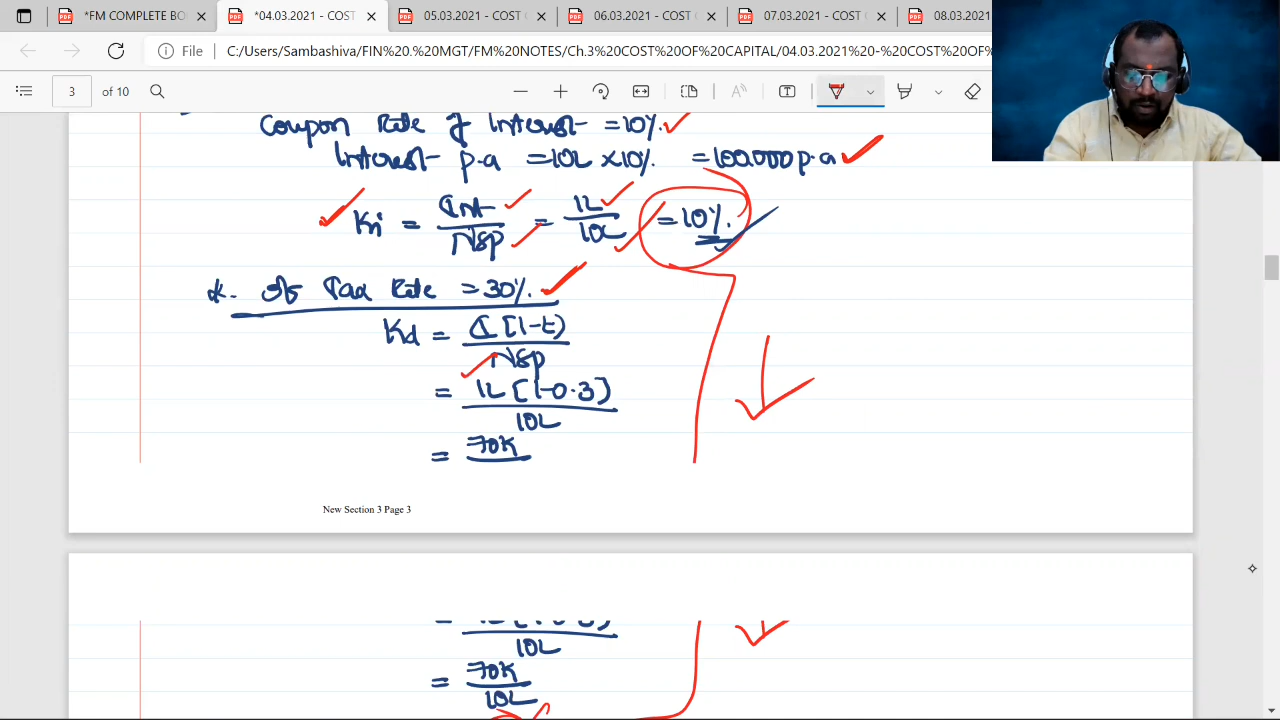 *FM COMPLETE BO
*04.03.2021 - COST C
05.03.2021 - COST C
06.03.2021 - COST C
07.03.2021 - COST C
08.03.2021
File C:/Users/Sambashiva/FIN%20.%20MGT/FM%20NOTES/Ch.3%20COST%20OF%20CAPITAL/04.03.2021%20-%20COST%20OF%
3 of 10
Coupon Rate of Interest = 10%.
Interest p.a = 10L × 10% = 100,000 p.a
Ki = Int / NSP = 1L / 10L = 10%.
If Tax Rate = 30%.
Kd = I [1-t]
NSP
= 1L [1-0.3]
10L
= 70K
New Section 3 Page 3
10L
= 70K
10L